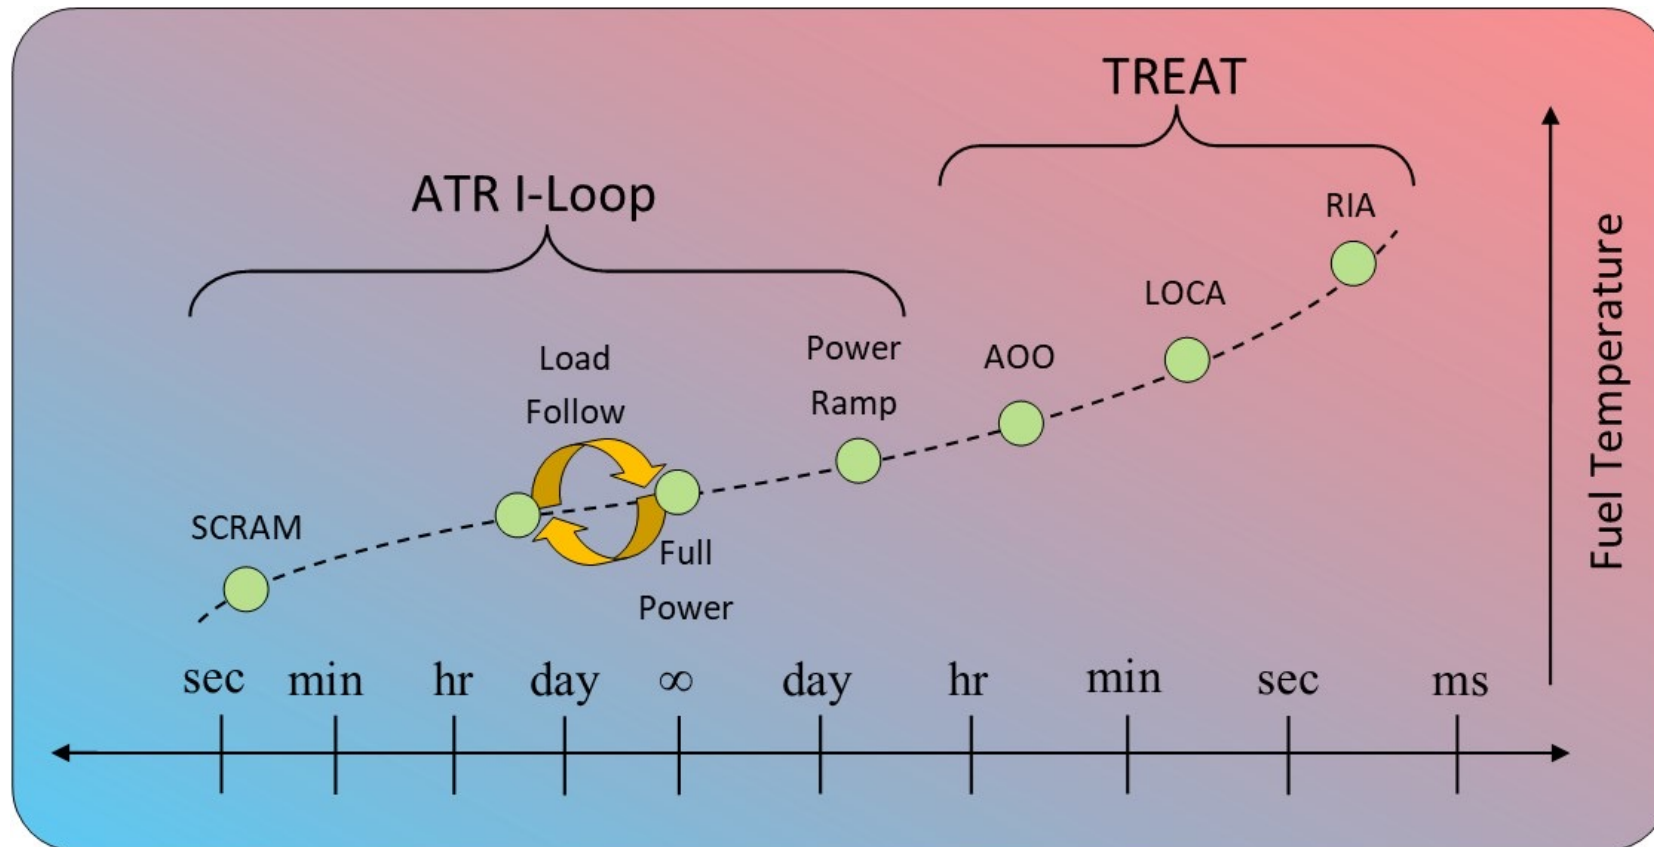 TREAT
ATR I-Loop
RIA
LOCA
Load
Follow
Power
Ramp
AOO
SCRAM
Full
Power
Fuel Temperature
sec min hr day ∞ day hr min sec ms